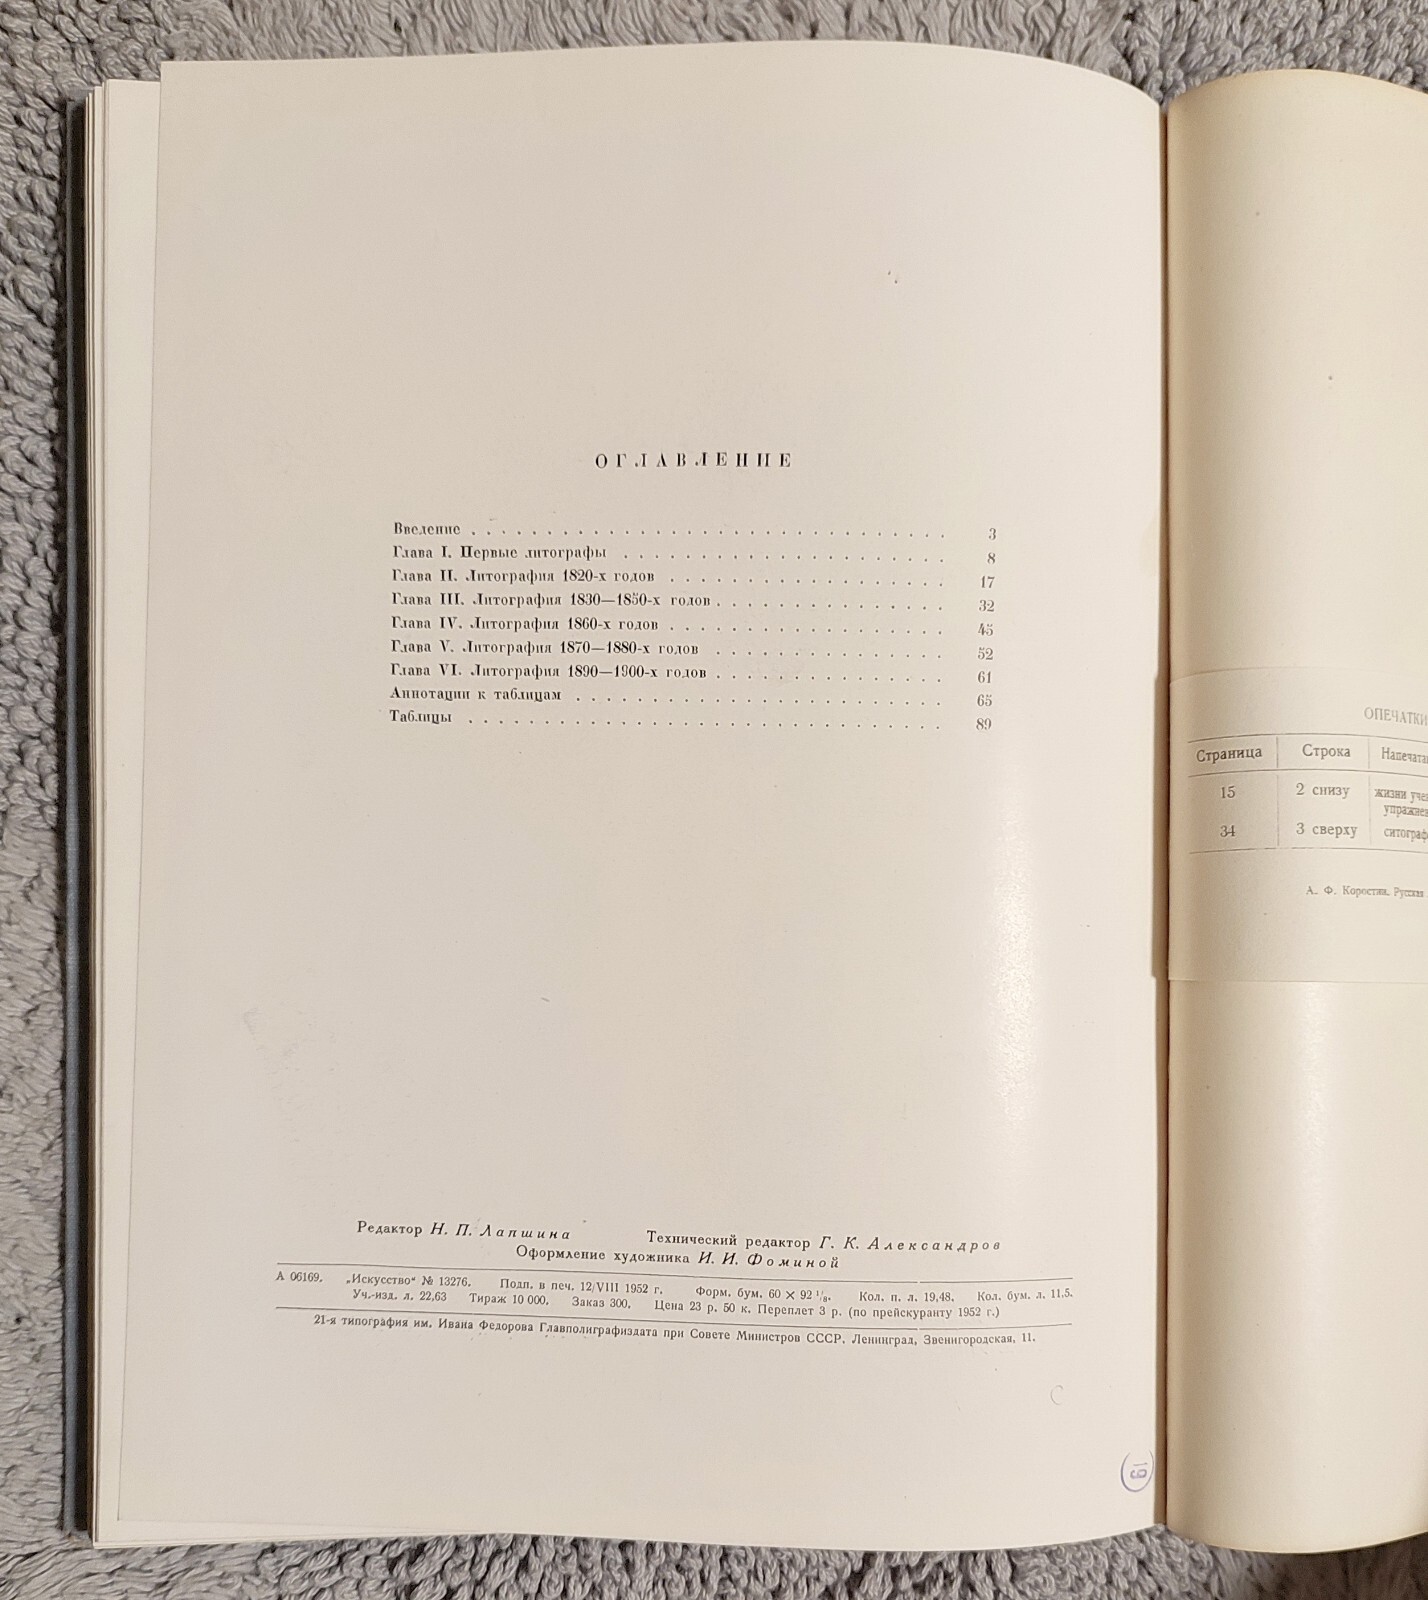 ОГЛАВЛЕНИЕ
Введение . . . . . . . . . . . . . . . . . . . . . . . . . . . . . . 3
Глава I. Первые литографы . . . . . . . . . . . . . . . . . . . . . 8
Глава II. Литография 1820-х годов . . . . . . . . . . . . . . . . . . 17
Глава III. Литография 1830—1850-х годов . . . . . . . . . . . . . . . 32
Глава IV. Литография 1860-х годов . . . . . . . . . . . . . . . . . . 45
Глава V. Литография 1870—1880-х годов . . . . . . . . . . . . . . . 52
Глава VI. Литография 1890—1900-х годов . . . . . . . . . . . . . . . 61
Аннотации к таблицам . . . . . . . . . . . . . . . . . . . . . . . . 65
Таблицы . . . . . . . . . . . . . . . . . . . . . . . . . . . . . . 89
Редактор Н. П. Лапшина Технический редактор Г. К. Александров
Оформление художника И. И. Фоминой
А 06169. „Искусство“ № 13276. Подп. в печ. 12/VIII 1952 г. Форм. бум. 60 × 92 1/8. Кол. п. л. 19,48. Кол. бум. л. 11,5.
Уч.-изд. л. 22,63 Тираж 10 000. Заказ 300. Цена 23 р. 50 к. Переплет 3 р. (по прейскуранту 1952 г.)
21-я типография им. Ивана Федорова Главполиграфиздата при Совете Министров СССР. Ленинград, Звенигородская, 11.
ОПЕЧАТКИ
Страница Строка
15 2 снизу жизни
34 3 сверху
А. Ф. Коростин. Русская